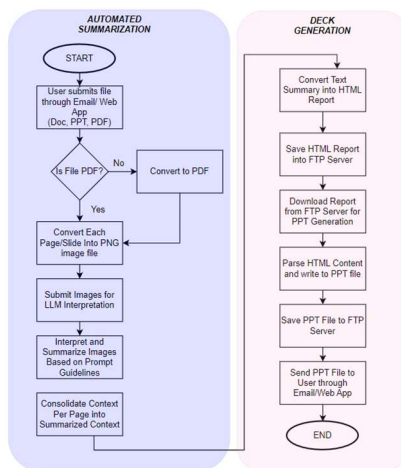 AUTOMATED
SUMMARIZATION
START
User submits file
through Email/ Web
App
(Doc, PPT, PDF)
Is File PDF?
No
Convert to PDF
Yes
Convert Each
Page/Slide Into PNG
image file
Submit Images for
LLM Interpretation
Interpret and
Summarize Images
Based on Prompt
Guidelines
Consolidate Context
Per Page into
Summarized Context
DECK
GENERATION
Convert Text
Summary into HTML
Report
Save HTML Report
into FTP Server
Download Report
from FTP Server for
PPT Generation
Parse HTML Content
and write to PPT file
Save PPT File to FTP
Server
Send PPT File to
User through
Email/Web App
END